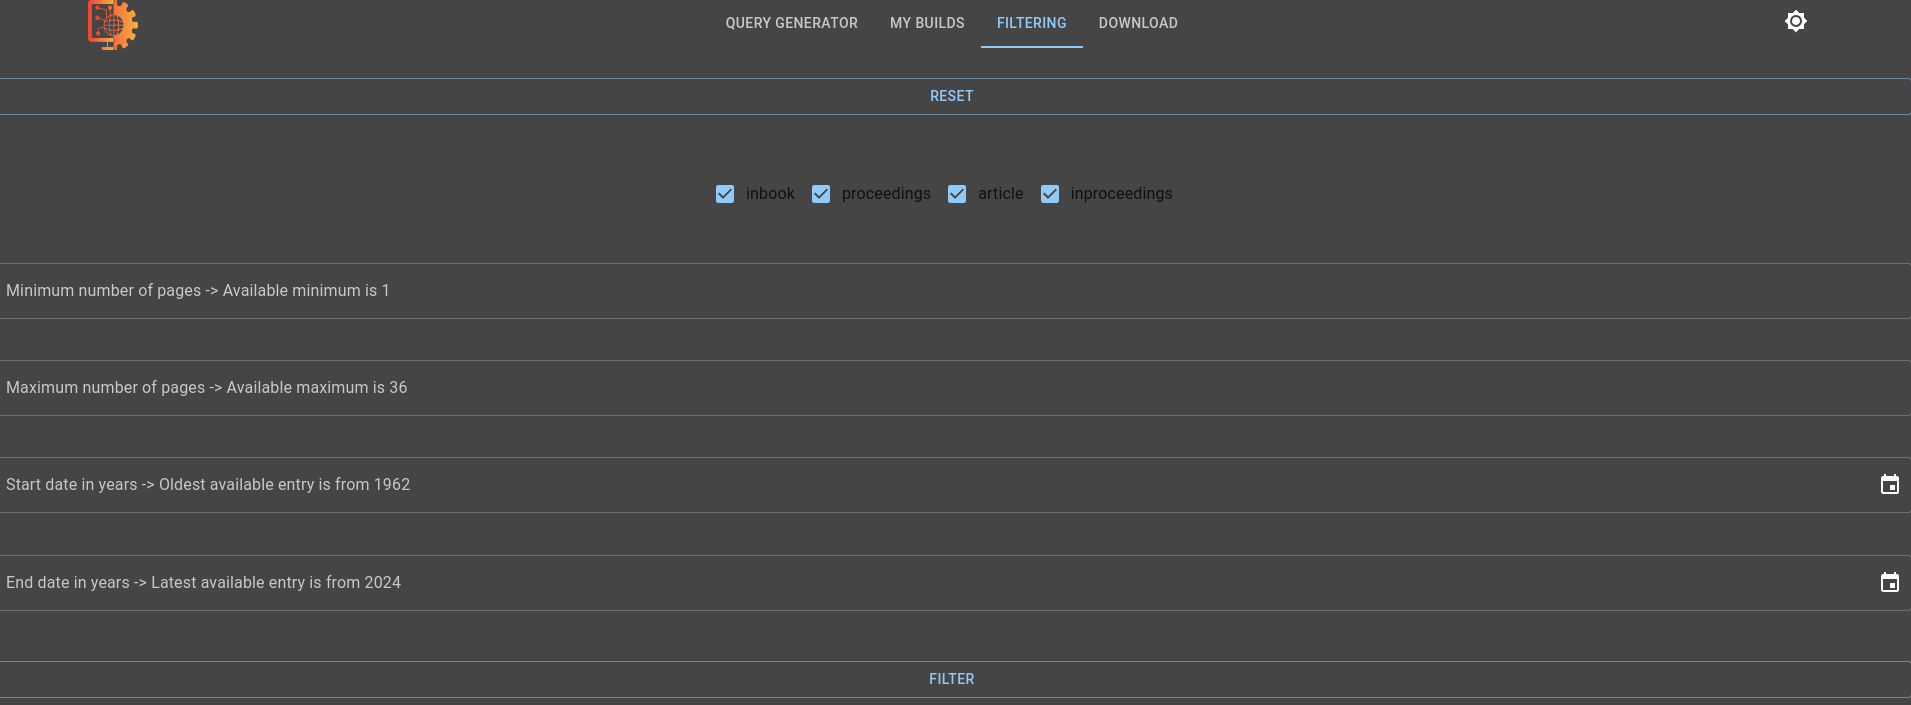 QUERY GENERATOR MY BUILDS FILTERING DOWNLOAD
RESET
inbook proceedings article inproceedings
Minimum number of pages -> Available minimum is 1
Maximum number of pages -> Available maximum is 36
Start date in years -> Oldest available entry is from 1962
End date in years -> Latest available entry is from 2024
FILTER